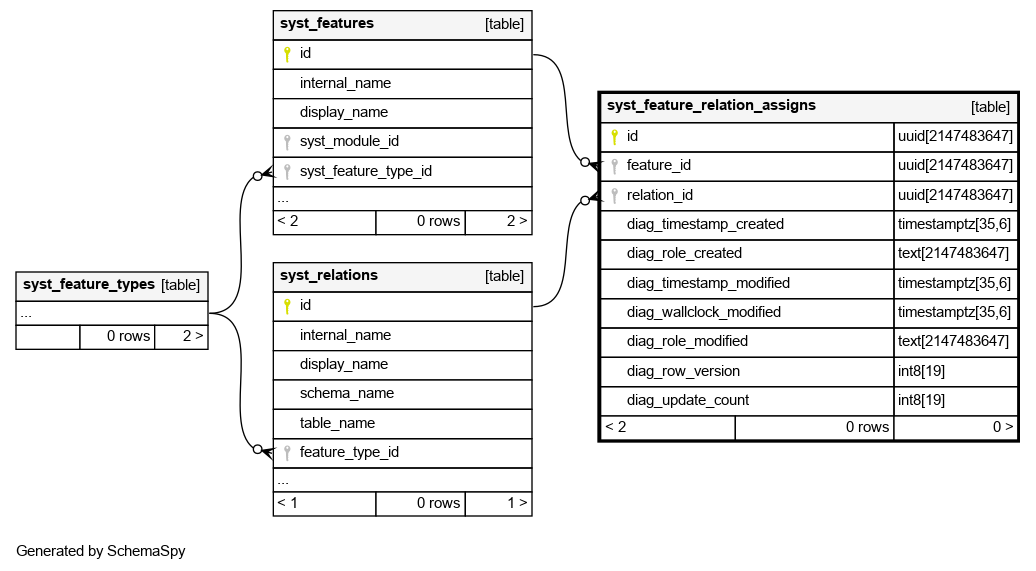 syst_features [table]
id
internal_name
display_name
syst_module_id
syst_feature_type_id
...
< 2 0 rows 2 >
syst_feature_relation_assigns [table]
id uuid[2147483647]
feature_id uuid[2147483647]
relation_id uuid[2147483647]
diag_timestamp_created timestamptz[35,6]
diag_role_created text[2147483647]
diag_timestamp_modified timestamptz[35,6]
diag_wallclock_modified timestamptz[35,6]
diag_role_modified text[2147483647]
diag_row_version int8[19]
diag_update_count int8[19]
< 2 0 rows 0 >
syst_relations [table]
id
internal_name
display_name
schema_name
table_name
feature_type_id
...
< 1 0 rows 1 >
syst_feature_types [table]
...
0 rows 2 >
Generated by SchemaSpy